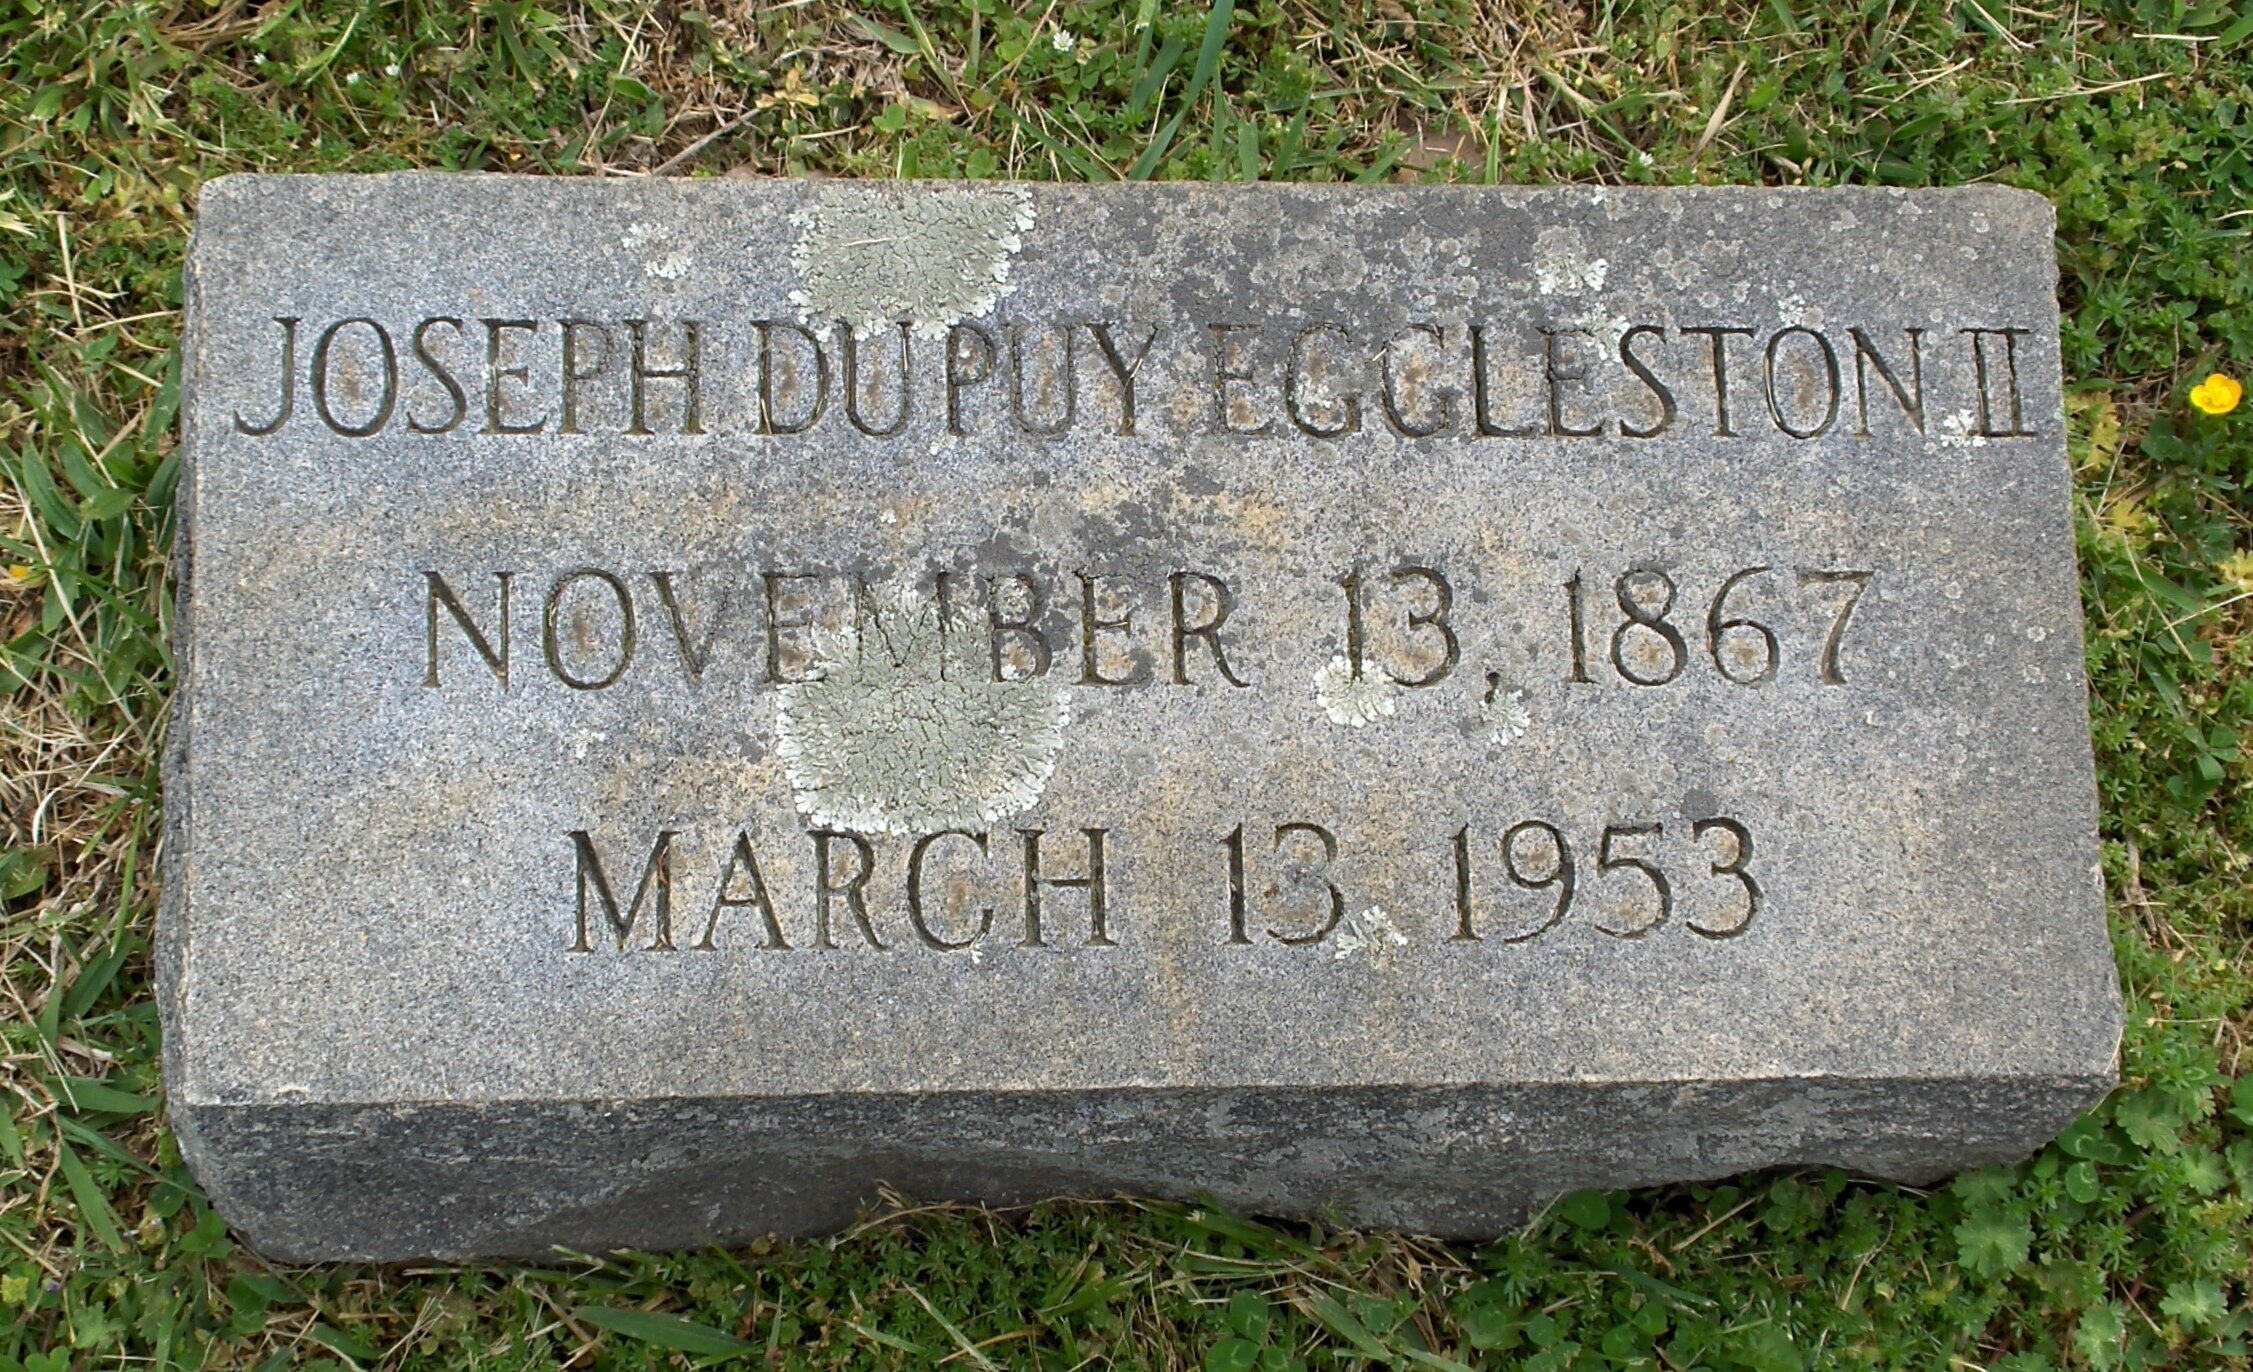 JOSEPH DUPUY EGGLESTON II
NOVEMBER 13, 1867
MARCH 13, 1953